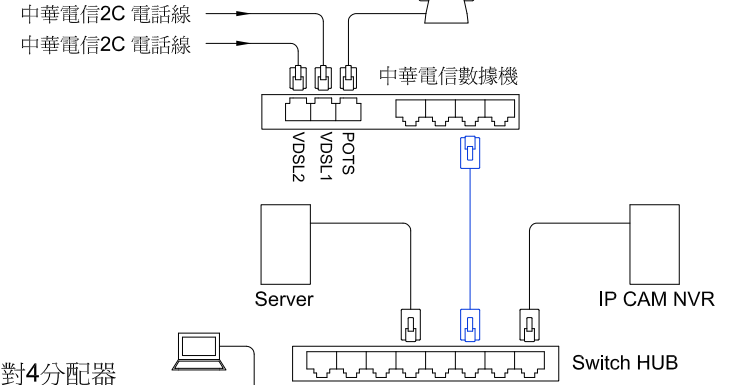 中華電信2C 電話線
中華電信2C 電話線
中華電信數據機
VDSL2
VDSL1
POTS
Server
IP CAM NVR
Switch HUB
對4分配器